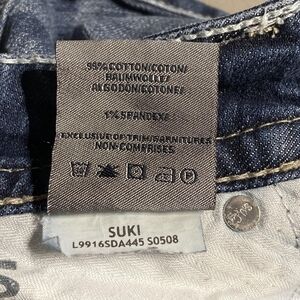 99% COTTON/COTON/
BAUMWOLLE/
ALGODON/COTONE/
1% SPANDEX/
EXCLUSIVE OF TRIM/GARNITURES
NON-COMPRISES
SUKI
L9916SDA445 S0508